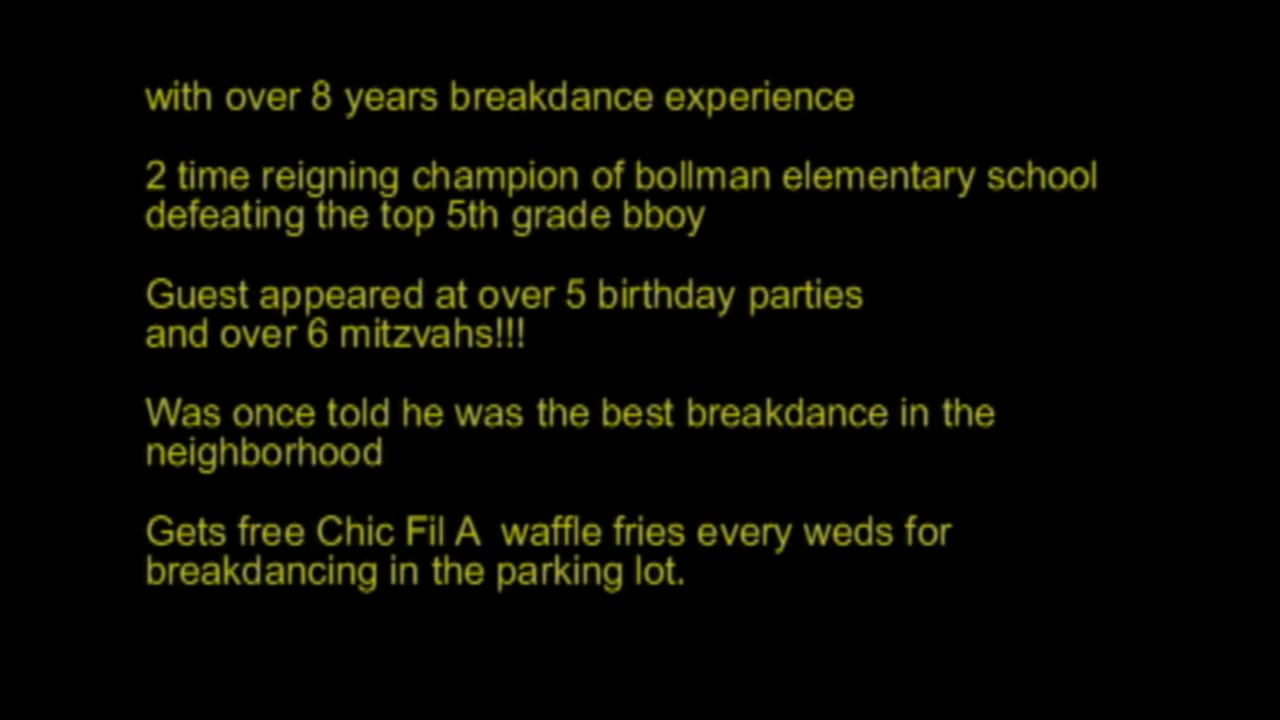 with over 8 years breakdance experience
2 time reigning champion of bollman elementary school
defeating the top 5th grade bboy
Guest appeared at over 5 birthday parties
and over 6 mitzvahs!!!
Was once told he was the best breakdance in the
neighborhood
Gets free Chic Fil A  waffle fries every weds for
breakdancing in the parking lot.